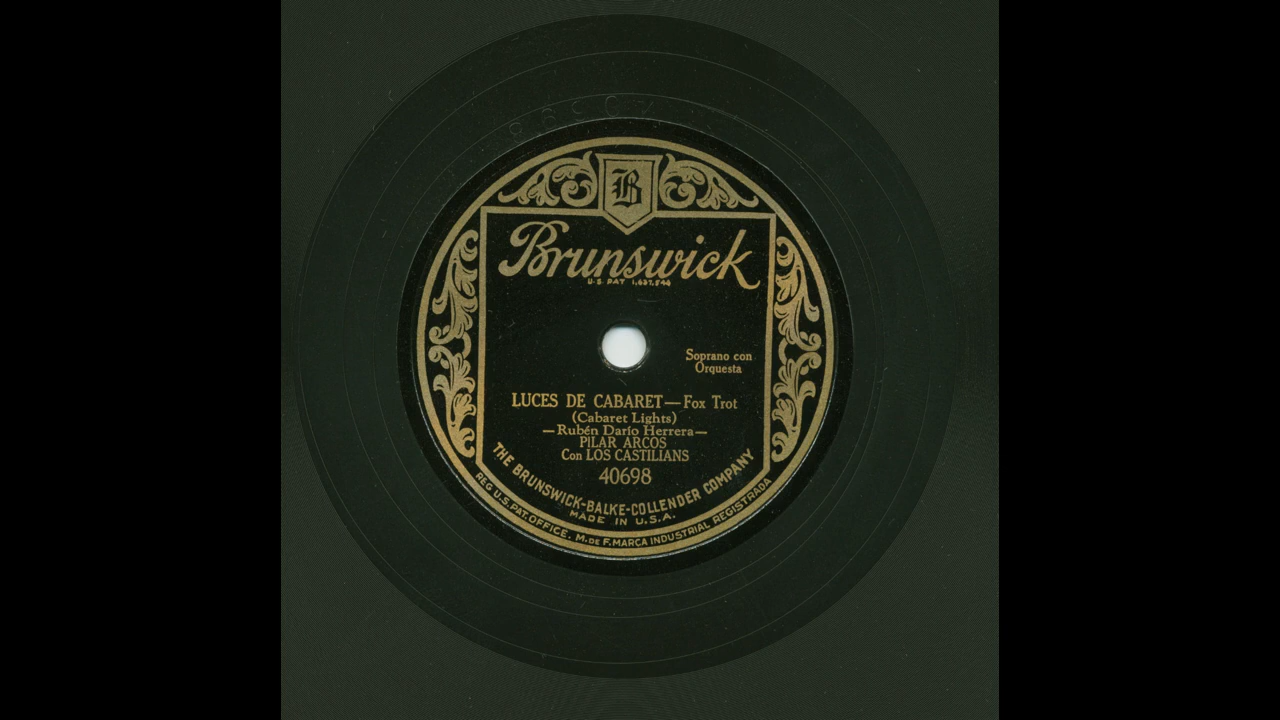 40698
B
Brunswick
U.S. PAT 1,637,544
Soprano con
Orquesta
LUCES DE CABARET—Fox Trot
(Cabaret Lights)
—Rubén Darío Herrera—
PILAR ARCOS
Con LOS CASTILIANS
40698
THE BRUNSWICK-BALKE-COLLENDER COMPANY
MADE IN U.S.A.
REG U.S. PAT. OFFICE. M. DE F. MARCA INDUSTRIAL REGISTRADA